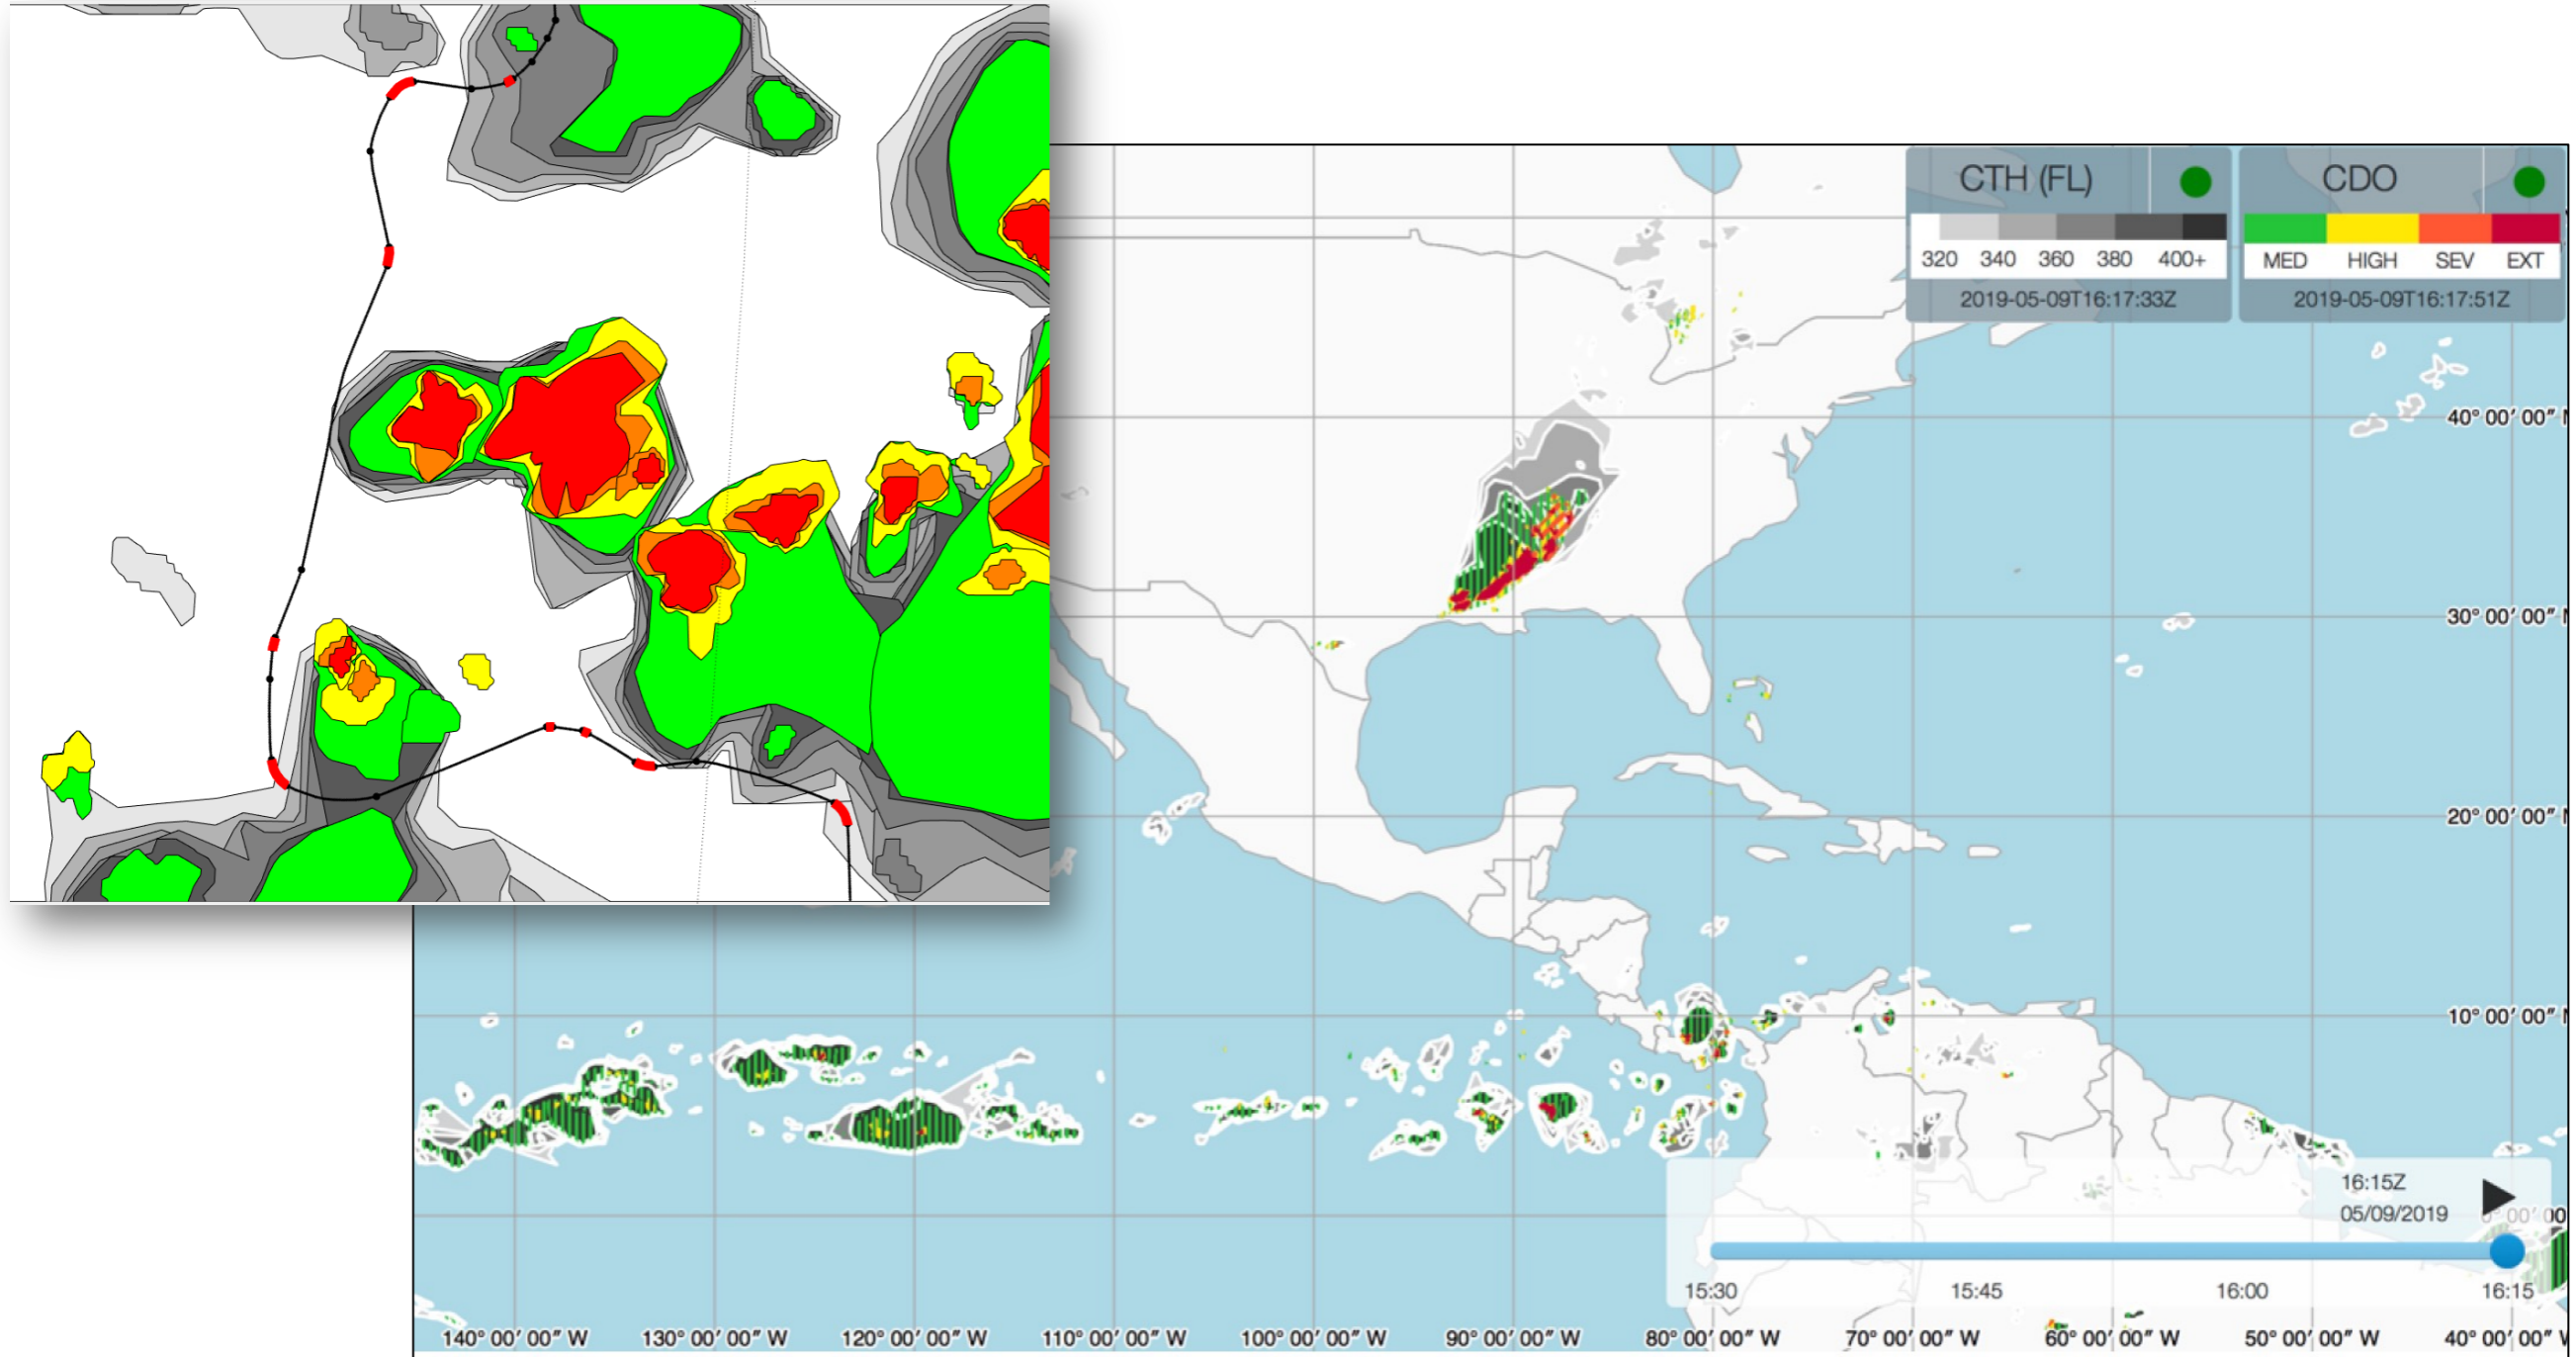 CTH (FL)
CDO
320 340 360 380 400+
MED HIGH SEV EXT
2019-05-09T16:17:33Z
2019-05-09T16:17:51Z
40° 00′ 00″ N
30° 00′ 00″ N
20° 00′ 00″ N
10° 00′ 00″ N
16:15Z
05/09/2019
0° 00′ 00
15:30 15:45 16:00 16:15
140° 00′ 00″ W 130° 00′ 00″ W 120° 00′ 00″ W 110° 00′ 00″ W 100° 00′ 00″ W 90° 00′ 00″ W 80° 00′ 00″ W 70° 00′ 00″ W 60° 00′ 00″ W 50° 00′ 00″ W 40° 00′ 00″ W